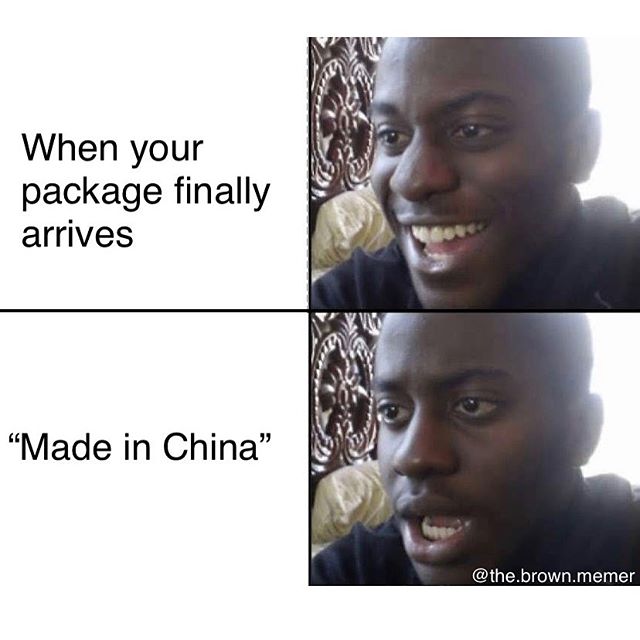 When your
package finally
arrives
“Made in China”
@the.brown.memer